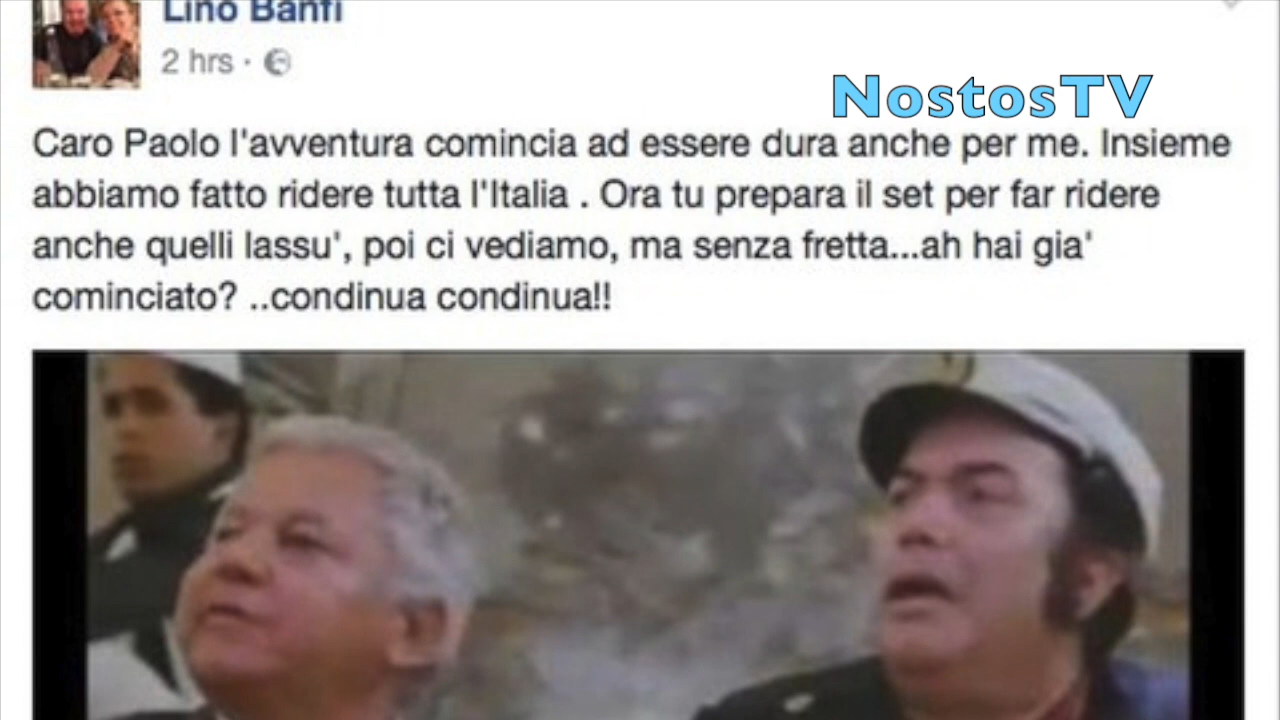 Lino Banfi
2 hrs ·
NostosTV
Caro Paolo l'avventura comincia ad essere dura anche per me. Insieme
abbiamo fatto ridere tutta l'Italia . Ora tu prepara il set per far ridere
anche quelli lassu', poi ci vediamo, ma senza fretta...ah hai gia'
cominciato? ..condinua condinua!!